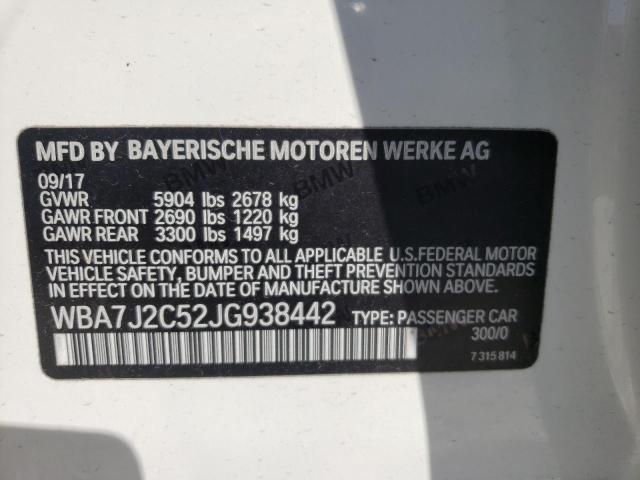 MFD BY BAYERISCHE MOTOREN WERKE AG
09/17
GVWR 5904 lbs 2678 kg
GAWR FRONT 2690 lbs 1220 kg
GAWR REAR 3300 lbs 1497 kg
THIS VEHICLE CONFORMS TO ALL APPLICABLE U.S.FEDERAL MOTOR
VEHICLE SAFETY, BUMPER AND THEFT PREVENTION STANDARDS
IN EFFECT ON THE DATE OF MANUFACTURE SHOWN ABOVE.
WBA7J2C52JG938442 TYPE: PASSENGER CAR
300/0
7 315 814